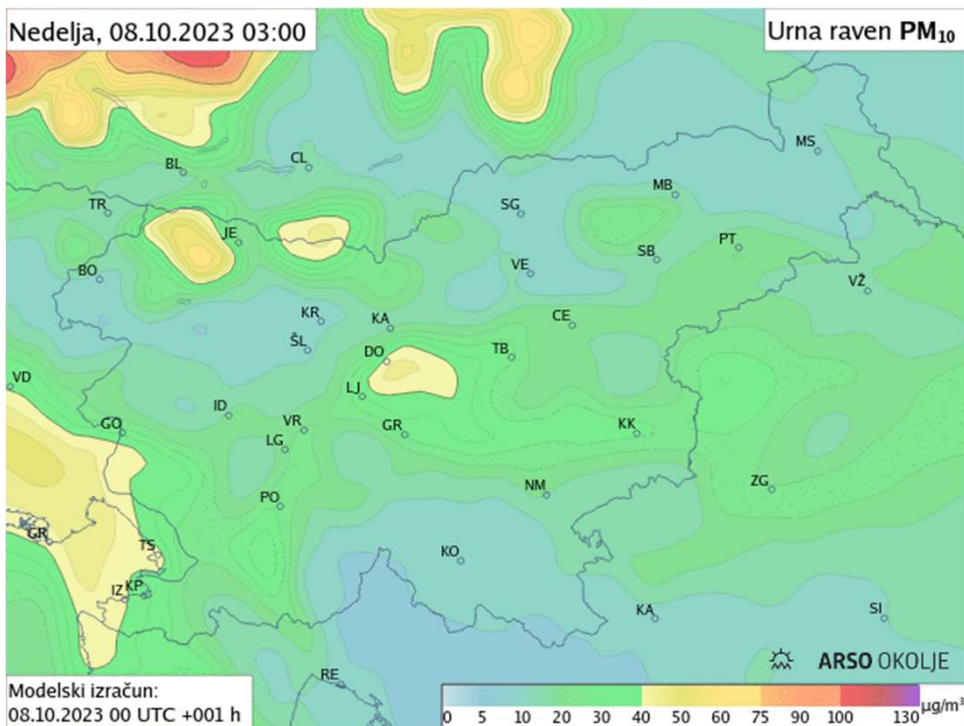 Nedelja, 08.10.2023 03:00
Urna raven PM₁₀
MS
BL
CL
MB
TR
SG
JE
PT
SB
BO
VE
VŽ
KR
KA
CE
ŠL
DO
TB
VD
LJ
ID
GO
VR
GR
KK
LG
ZG
NM
PO
GR
TS
KO
IZ
KP
KA
SI
RE
ARSO OKOLJE
Modelski izračun:
08.10.2023 00 UTC +001 h
0 5 10 20 30 40 50 60 75 90 100 µg/m³